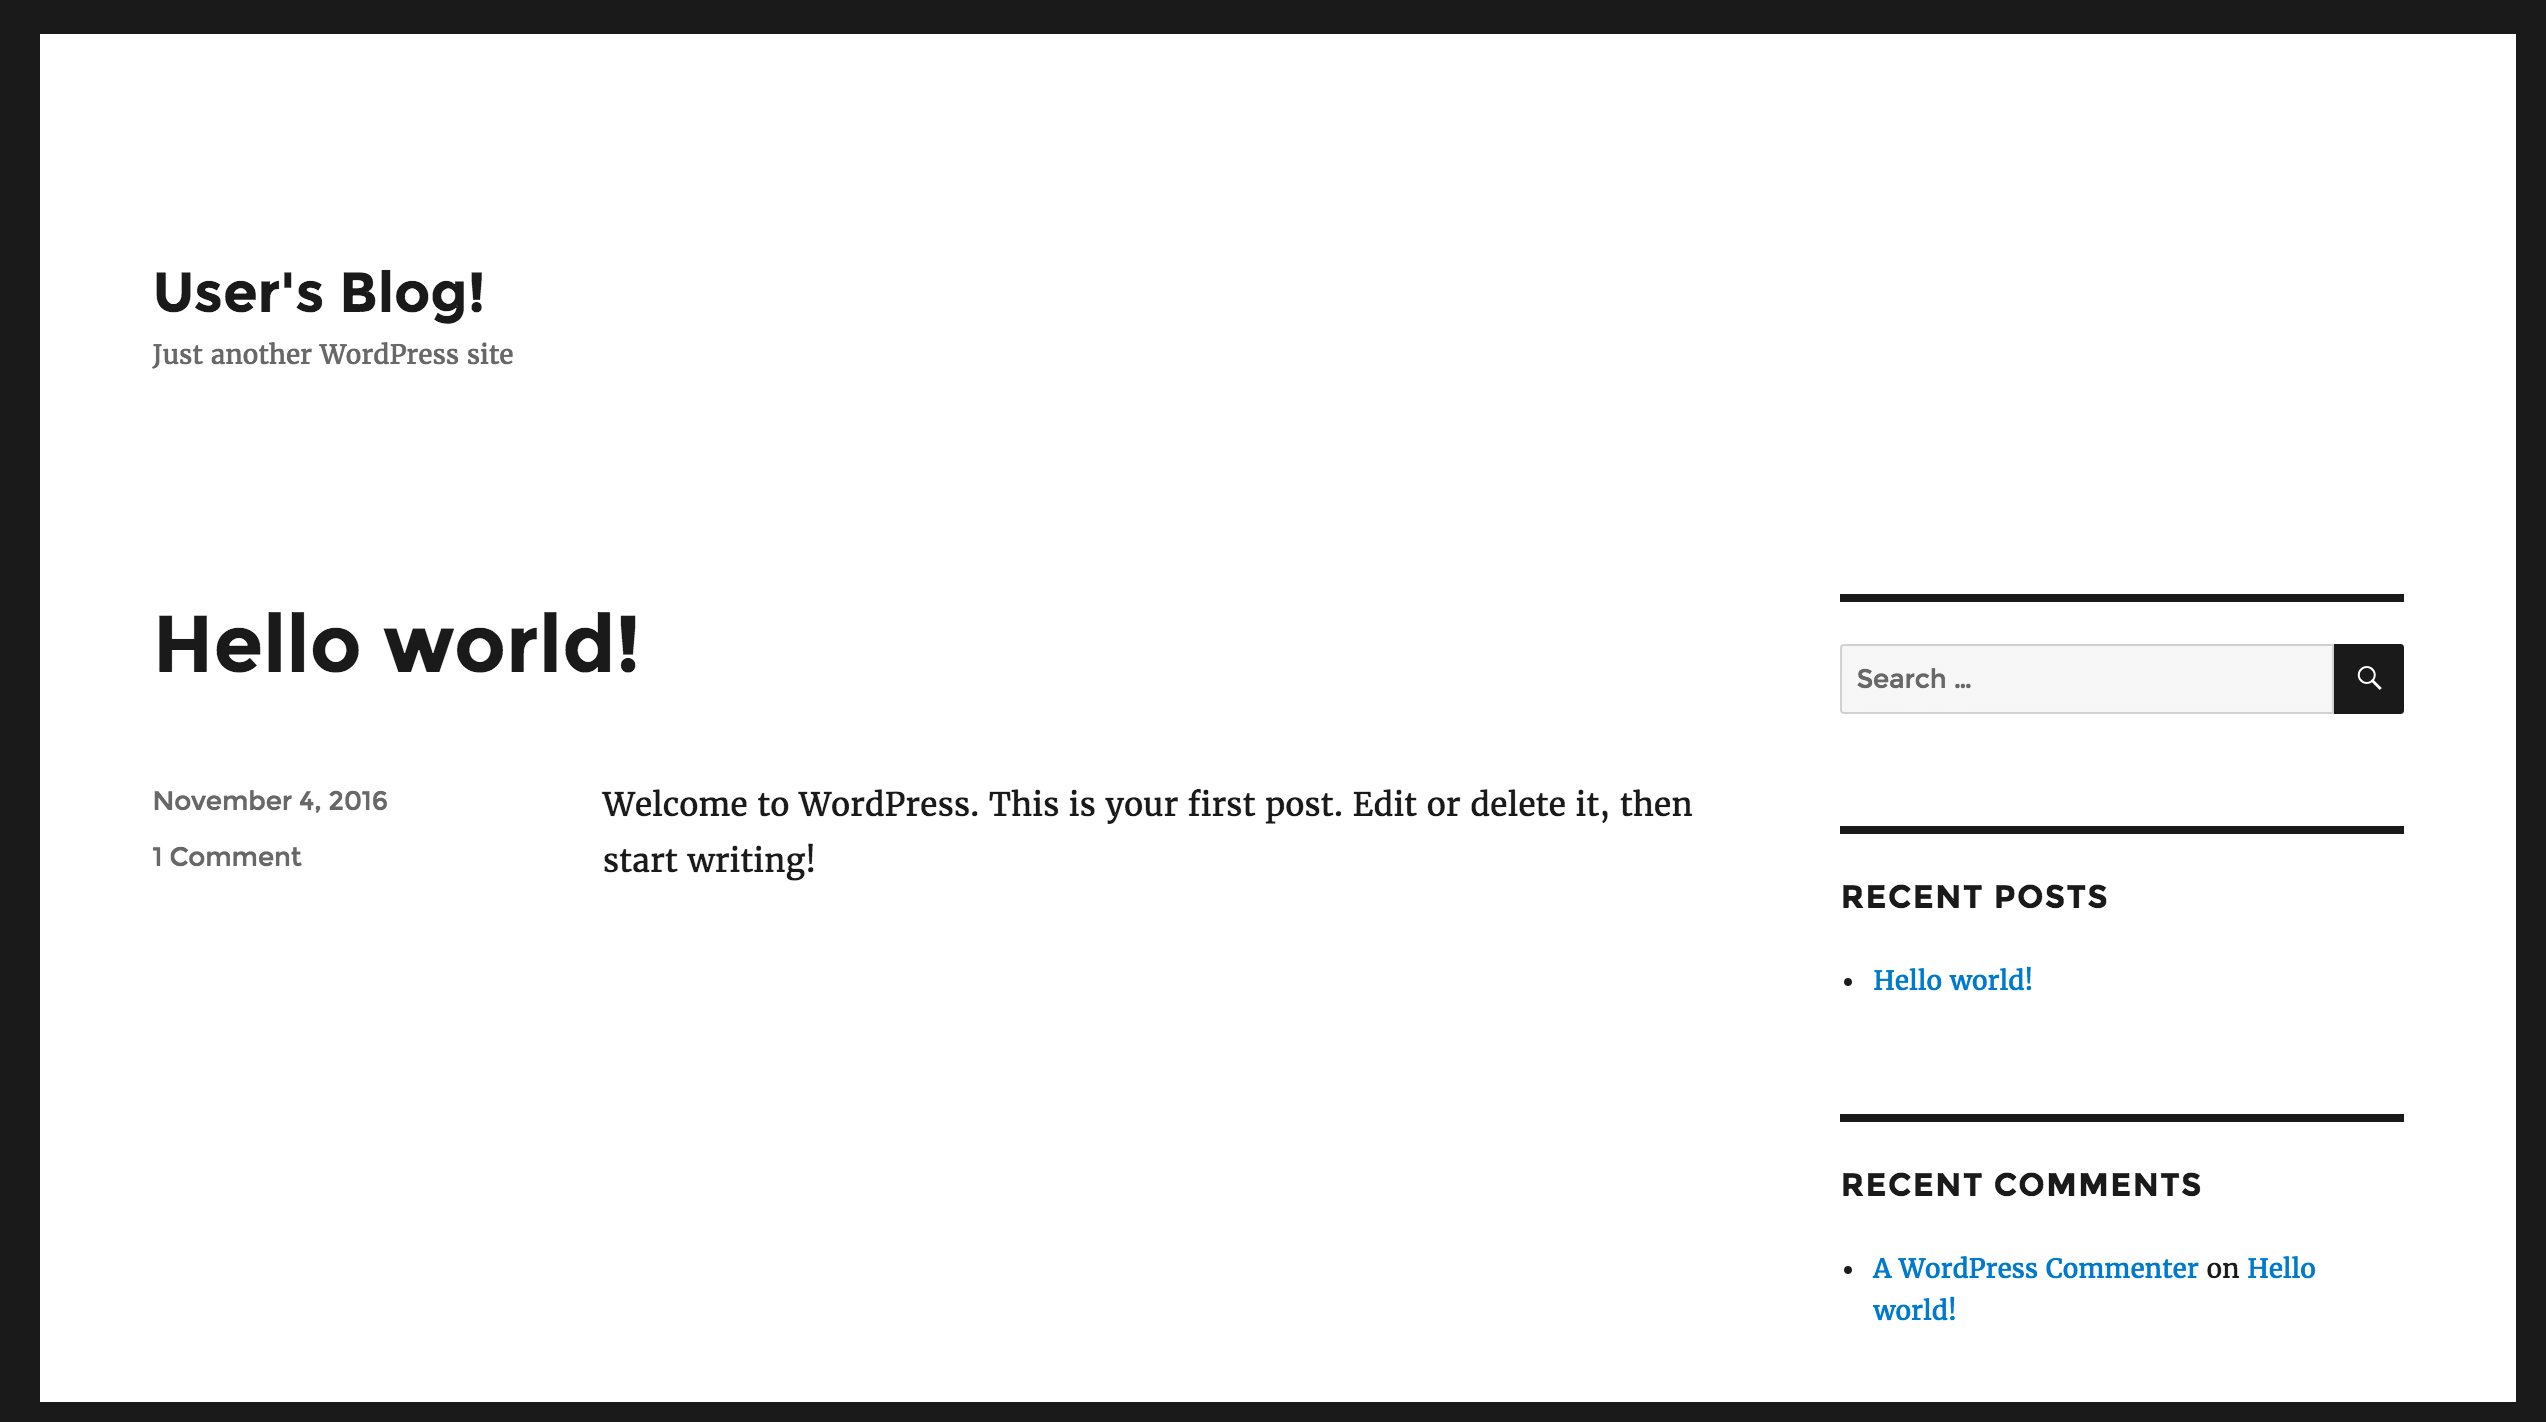 User's Blog!
Just another WordPress site
Hello world!
November 4, 2016
1 Comment
Welcome to WordPress. This is your first post. Edit or delete it, then
start writing!
Search …
RECENT POSTS
Hello world!
RECENT COMMENTS
A WordPress Commenter on Hello
world!